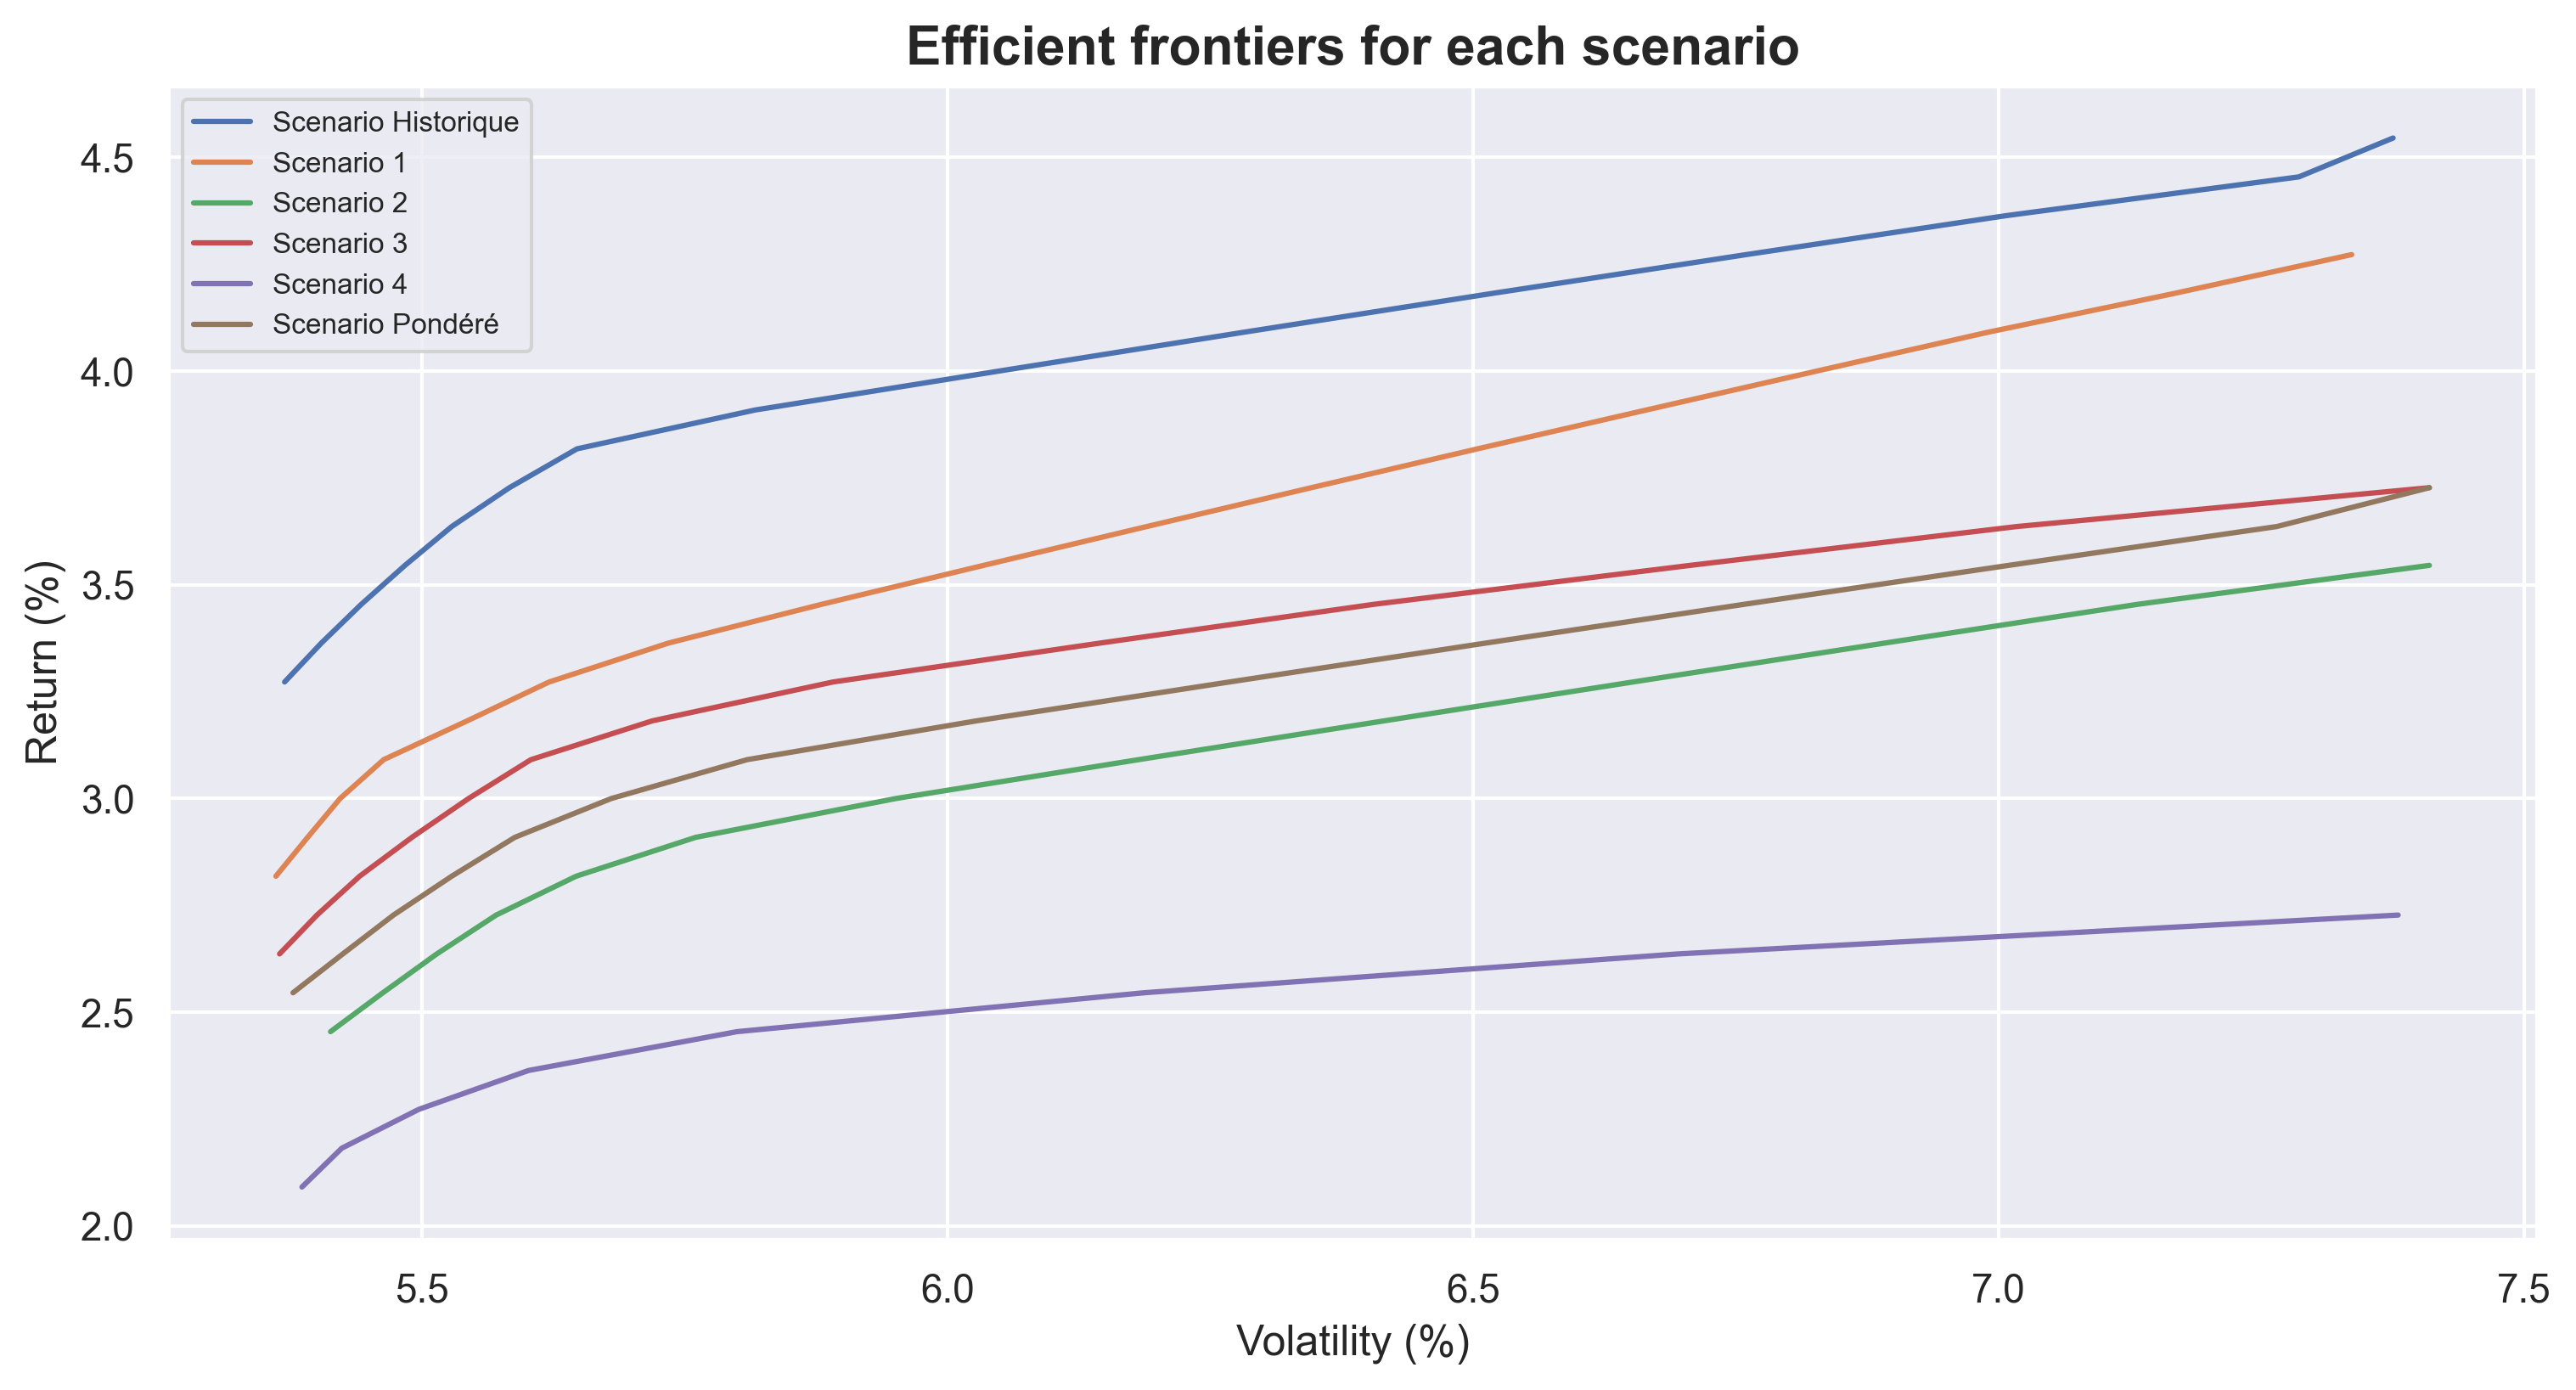 Efficient frontiers for each scenario
Scenario Historique
Scenario 1
Scenario 2
Scenario 3
Scenario 4
Scenario Pondéré
4.5
4.0
3.5
3.0
2.5
2.0
Return (%)
5.5 6.0 6.5 7.0 7.5
Volatility (%)